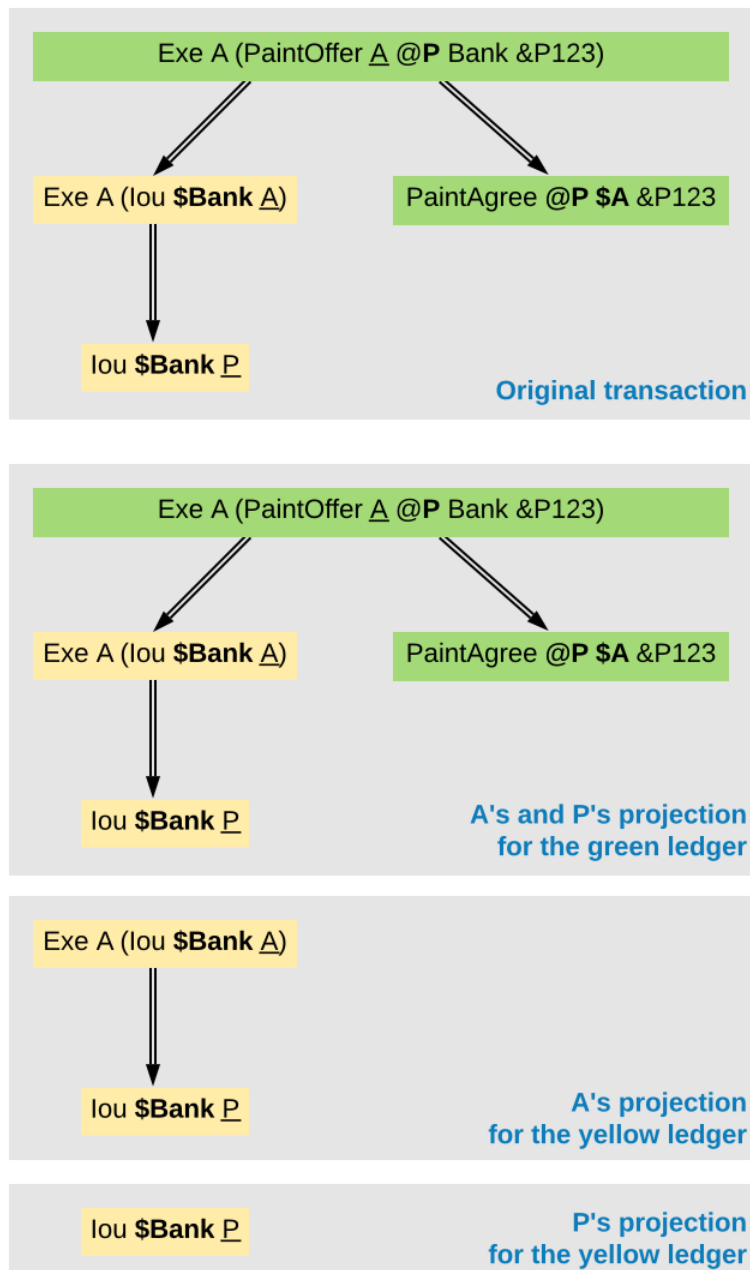 Exe A (PaintOffer A @P Bank &P123)
Exe A (Iou $Bank A)
PaintAgree @P $A &P123
Iou $Bank P
Original transaction
Exe A (PaintOffer A @P Bank &P123)
Exe A (Iou $Bank A)
PaintAgree @P $A &P123
Iou $Bank P
A's and P's projection
for the green ledger
Exe A (Iou $Bank A)
Iou $Bank P
A's projection
for the yellow ledger
Iou $Bank P
P's projection
for the yellow ledger